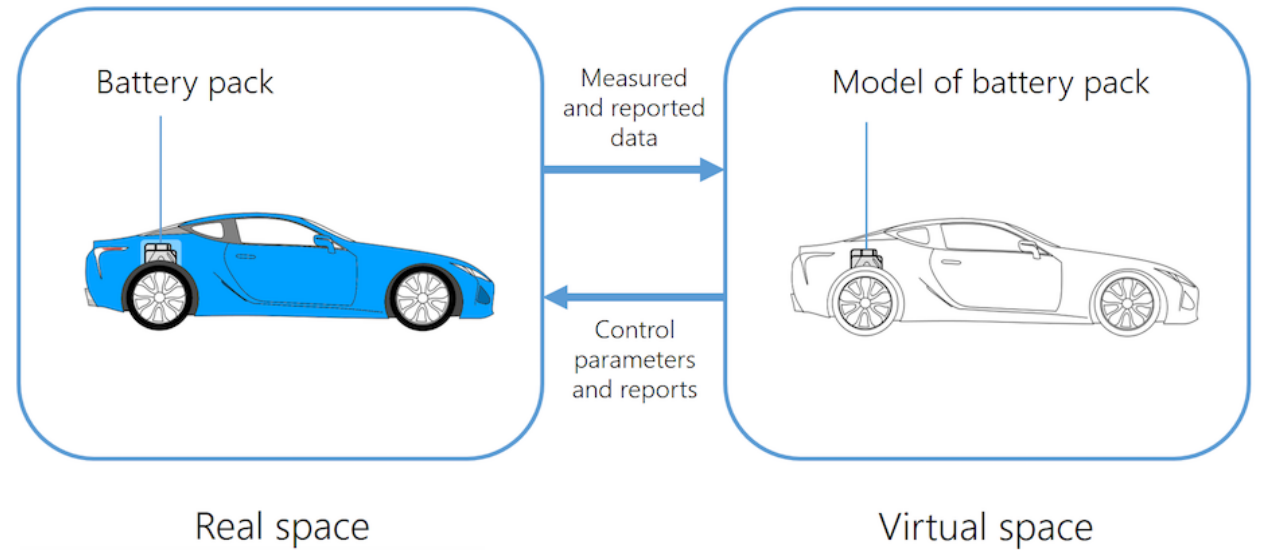 Battery pack
Measured
and reported
data
Model of battery pack
Control
parameters
and reports
Real space
Virtual space